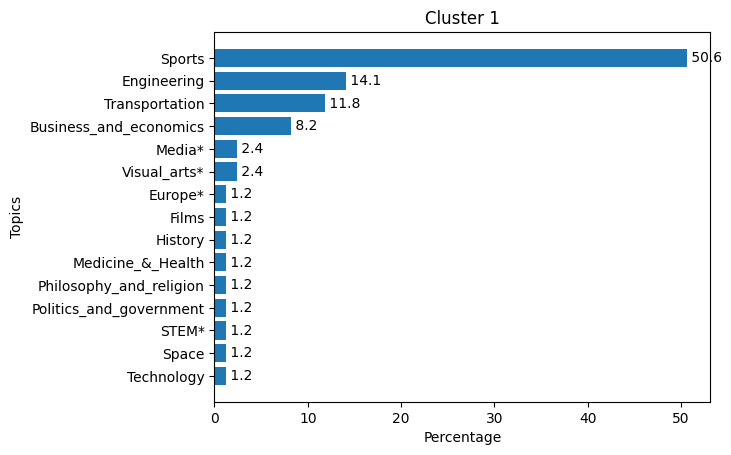 Cluster 1
Topics
Sports 50.6
Engineering 14.1
Transportation 11.8
Business_and_economics 8.2
Media* 2.4
Visual_arts* 2.4
Europe* 1.2
Films 1.2
History 1.2
Medicine_&_Health 1.2
Philosophy_and_religion 1.2
Politics_and_government 1.2
STEM* 1.2
Space 1.2
Technology 1.2
0 10 20 30 40 50
Percentage